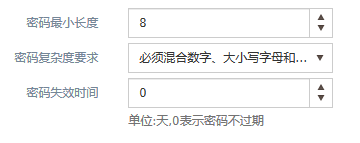 密码最小长度 8
密码复杂度要求 必须混合数字、大小写字母和...
密码失效时间 0
单位:天,0表示密码不过期